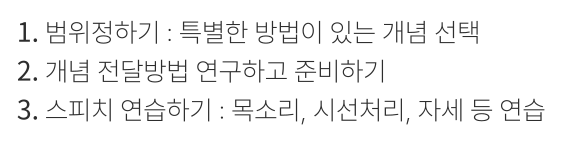 1. 범위정하기 : 특별한 방법이 있는 개념 선택
2. 개념 전달방법 연구하고 준비하기
3. 스피치 연습하기 : 목소리, 시선처리, 자세 등 연습